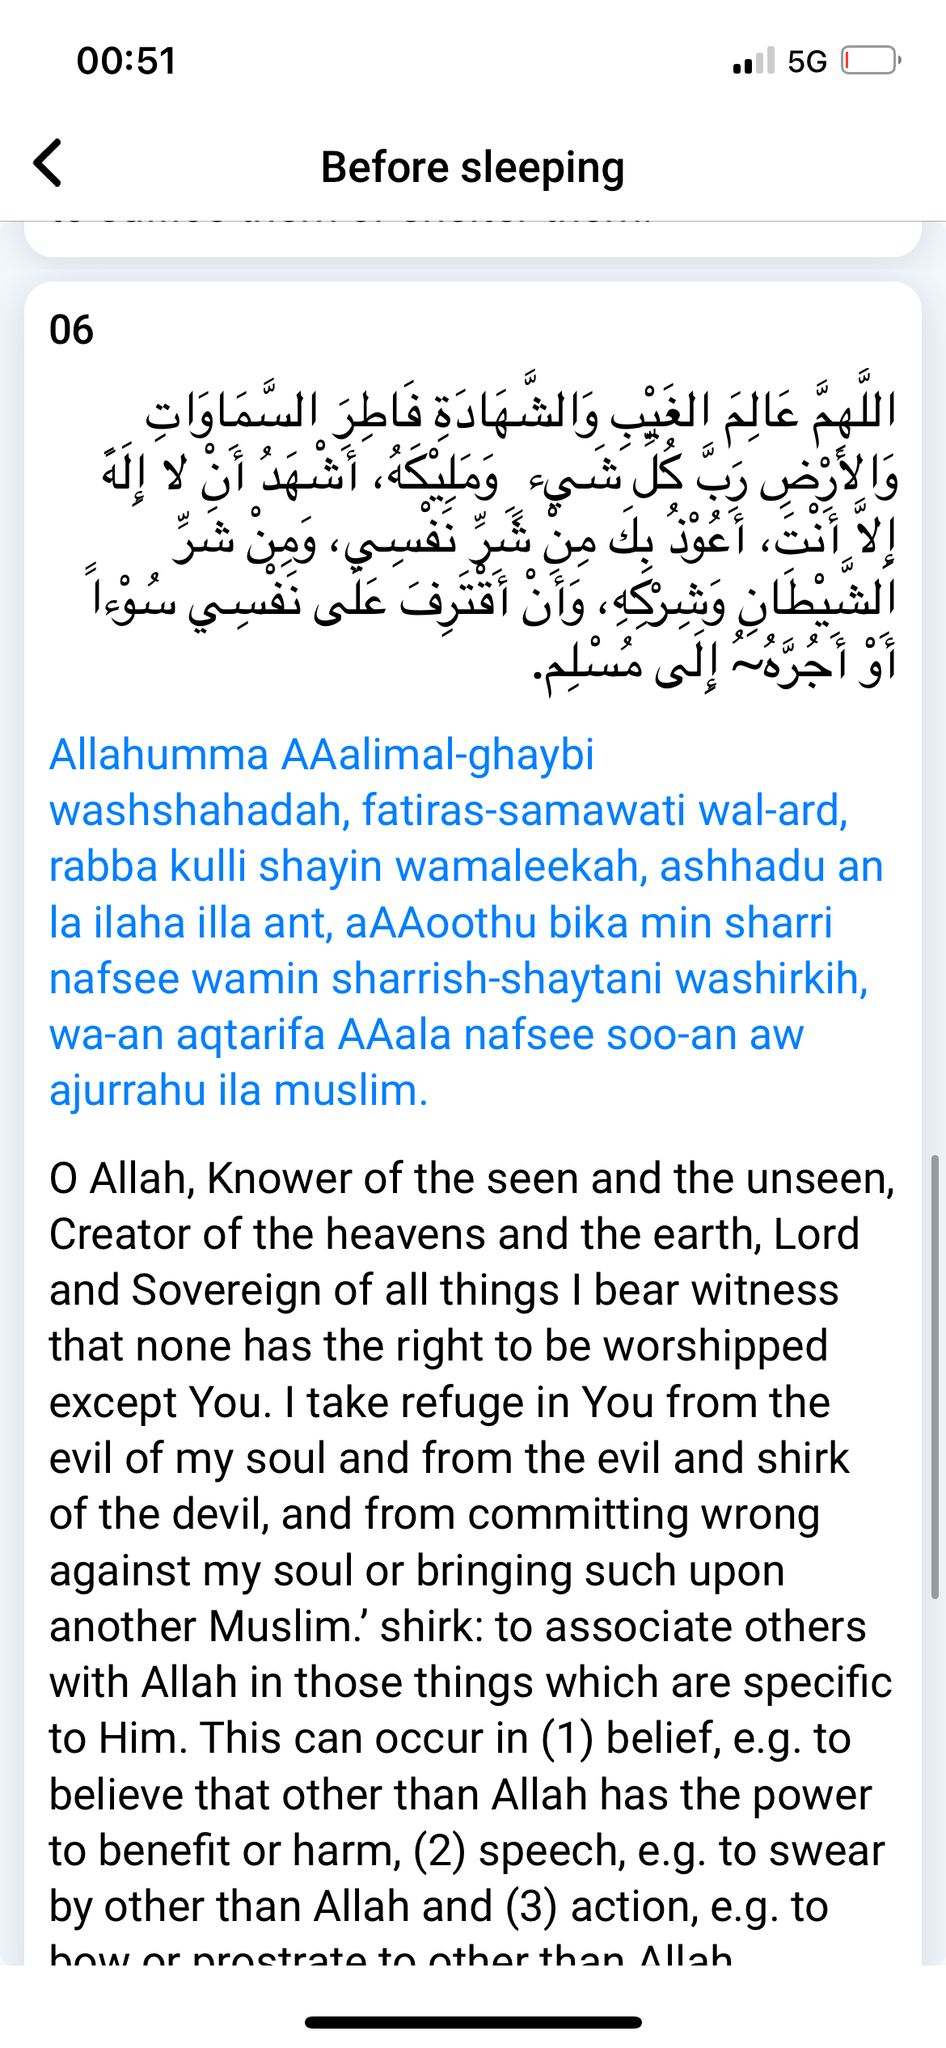 00:51
5G
Before sleeping
06
اللَّهمَّ عَالِمَ الغَيْبِ وَالشَّهَادَةِ فَاطِرَ السَّمَاوَاتِ
وَالأَرْضِ رَبَّ كُلِّ شَيءٍ وَمَلِيْكَهُ، أَشْهَدُ أَنْ لا إِلَهَ
إِلاَّ أَنْتَ، أَعُوْذُ بِكَ مِنْ شَرِّ نَفْسِي، وَمِنْ شَرِّ
الشَّيْطَانِ وَشِرْكِهِ، وَأَنْ أَقْتَرِفَ عَلَى نَفْسِي سُوْءاً
أَوْ أَجُرَّهُ~ُ إِلَى مُسْلِم.
Allahumma AAalimal-ghaybi
washshahadah, fatiras-samawati wal-ard,
rabba kulli shayin wamaleekah, ashhadu an
la ilaha illa ant, aAAoothu bika min sharri
nafsee wamin sharrish-shaytani washirkih,
wa-an aqtarifa AAala nafsee soo-an aw
ajurrahu ila muslim.
O Allah, Knower of the seen and the unseen,
Creator of the heavens and the earth, Lord
and Sovereign of all things I bear witness
that none has the right to be worshipped
except You. I take refuge in You from the
evil of my soul and from the evil and shirk
of the devil, and from committing wrong
against my soul or bringing such upon
another Muslim.’ shirk: to associate others
with Allah in those things which are specific
to Him. This can occur in (1) belief, e.g. to
believe that other than Allah has the power
to benefit or harm, (2) speech, e.g. to swear
by other than Allah and (3) action, e.g. to
bow or prostrate to other than Allah